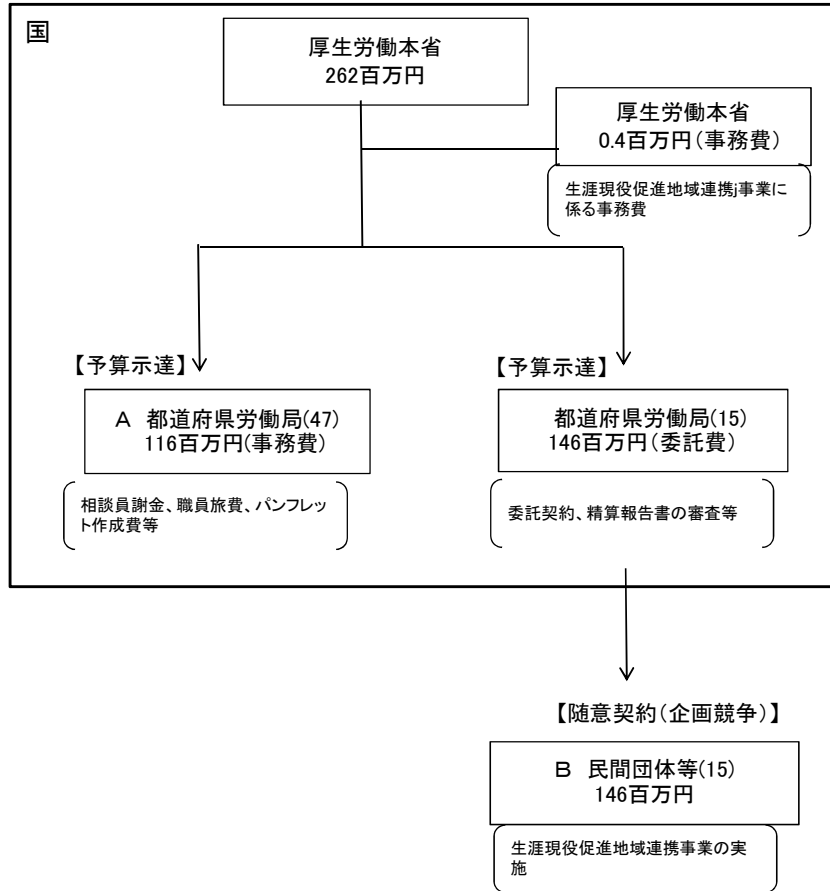 国
厚生労働本省
262百万円
厚生労働本省
0.4百万円(事務費)
生涯現役促進地域連携j事業に
係る事務費
【予算示達】
A 都道府県労働局(47)
116百万円(事務費)
相談員謝金、職員旅費、パンフレッ
ト作成費等
【予算示達】
都道府県労働局(15)
146百万円(委託費)
委託契約、精算報告書の審査等
【随意契約(企画競争)】
B 民間団体等(15)
146百万円
生涯現役促進地域連携事業の実
施